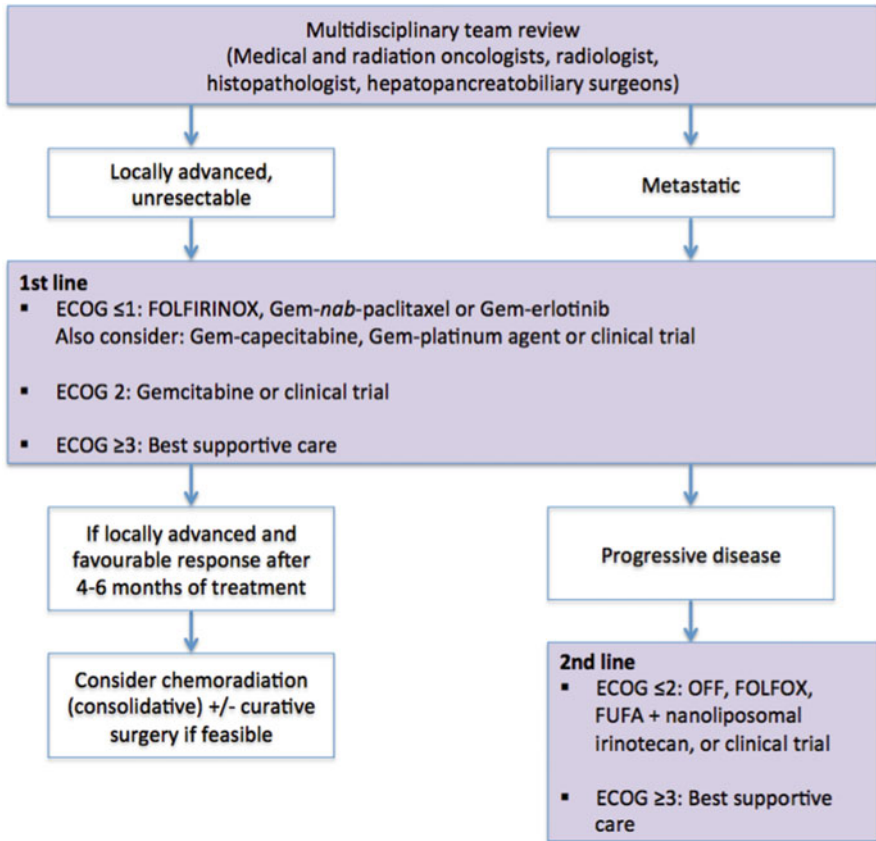 Multidisciplinary team review
(Medical and radiation oncologists, radiologist,
histopathologist, hepatopancreatobiliary surgeons)
Locally advanced,
unresectable
Metastatic
1st line
▪ ECOG ≤1: FOLFIRINOX, Gem-nab-paclitaxel or Gem-erlotinib
Also consider: Gem-capecitabine, Gem-platinum agent or clinical trial
▪ ECOG 2: Gemcitabine or clinical trial
▪ ECOG ≥3: Best supportive care
If locally advanced and
favourable response after
4-6 months of treatment
Progressive disease
Consider chemoradiation
(consolidative) +/- curative
surgery if feasible
2nd line
▪ ECOG ≤2: OFF, FOLFOX,
FUFA + nanoliposomal
irinotecan, or clinical trial
▪ ECOG ≥3: Best supportive
care